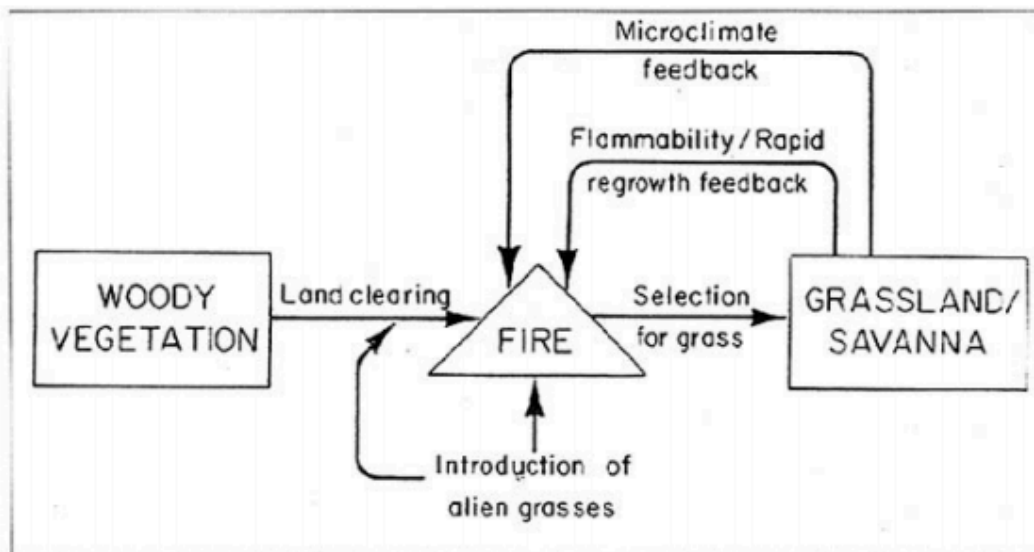 Microclimate
feedback
Flammability/Rapid
regrowth feedback
WOODY
VEGETATION
Land clearing
FIRE
Selection
for grass
GRASSLAND/
SAVANNA
Introduction of
alien grasses